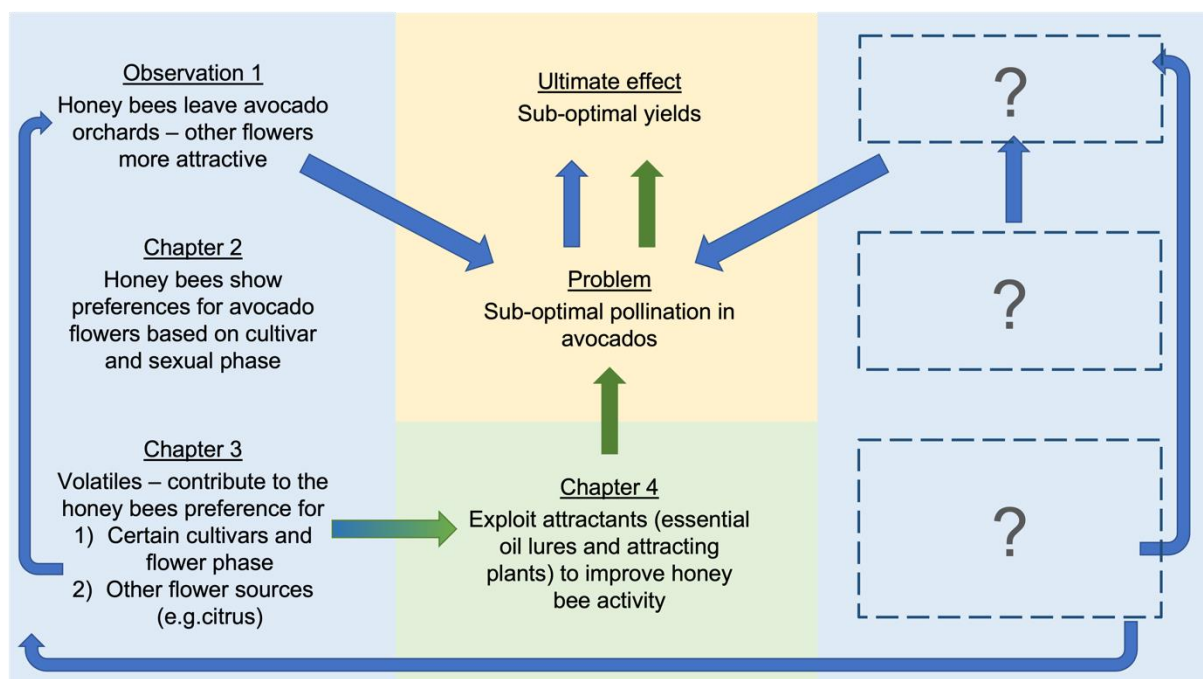 Observation 1
Honey bees leave avocado
orchards – other flowers
more attractive
Chapter 2
Honey bees show
preferences for avocado
flowers based on cultivar
and sexual phase
Chapter 3
Volatiles – contribute to the
honey bees preference for
1) Certain cultivars and
flower phase
2) Other flower sources
(e.g.citrus)
Ultimate effect
Sub-optimal yields
Problem
Sub-optimal pollination in
avocados
Chapter 4
Exploit attractants (essential
oil lures and attracting
plants) to improve honey
bee activity
?
?
?